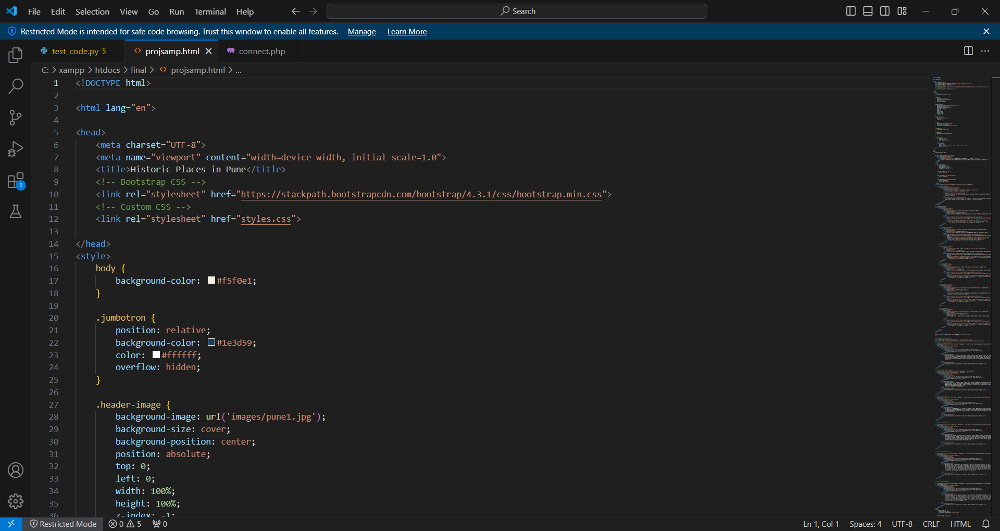 File Edit Selection View Go Run Terminal Help Search
Restricted Mode is intended for safe code browsing. Trust this window to enable all features. Manage Learn More
test_code.py 5 projsamp.html connect.php
C: > xampp > htdocs > final > projsamp.html > ...
1 <!DOCTYPE html>
2
3 <html lang="en">
4
5 <head>
6 <meta charset="UTF-8">
7 <meta name="viewport" content="width=device-width, initial-scale=1.0">
8 <title>Historic Places in Pune</title>
9 <!-- Bootstrap CSS -->
10 <link rel="stylesheet" href="https://stackpath.bootstrapcdn.com/bootstrap/4.3.1/css/bootstrap.min.css">
11 <!-- Custom CSS -->
12 <link rel="stylesheet" href="styles.css">
13
14 </head>
15 <style>
16 body {
17 background-color: #f5f0e1;
18 }
19
20 .jumbotron {
21 position: relative;
22 background-color: #1e3d59;
23 color: #ffffff;
24 overflow: hidden;
25 }
26
27 .header-image {
28 background-image: url('images/pune1.jpg');
29 background-size: cover;
30 background-position: center;
31 position: absolute;
32 top: 0;
33 left: 0;
34 width: 100%;
35 height: 100%;
36 z-index: -1;
1
Restricted Mode 0 5 0 Ln 1, Col 1 Spaces: 4 UTF-8 CRLF HTML